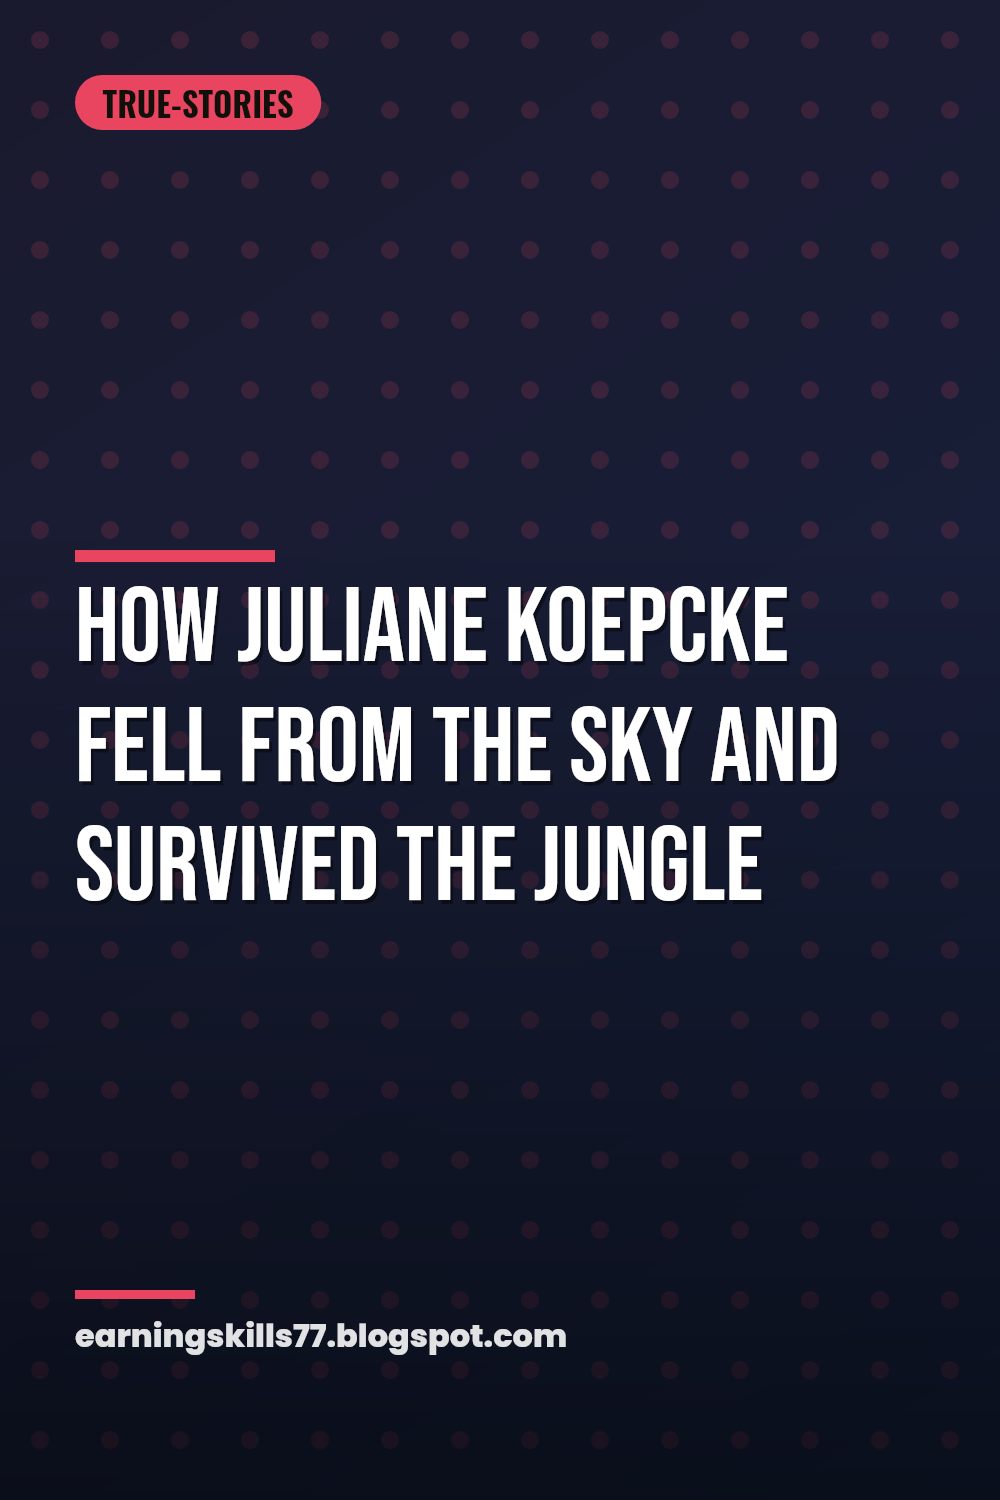 TRUE-STORIES
HOW JULIANE KOEPCKE
FELL FROM THE SKY AND
SURVIVED THE JUNGLE
earningskills77.blogspot.com